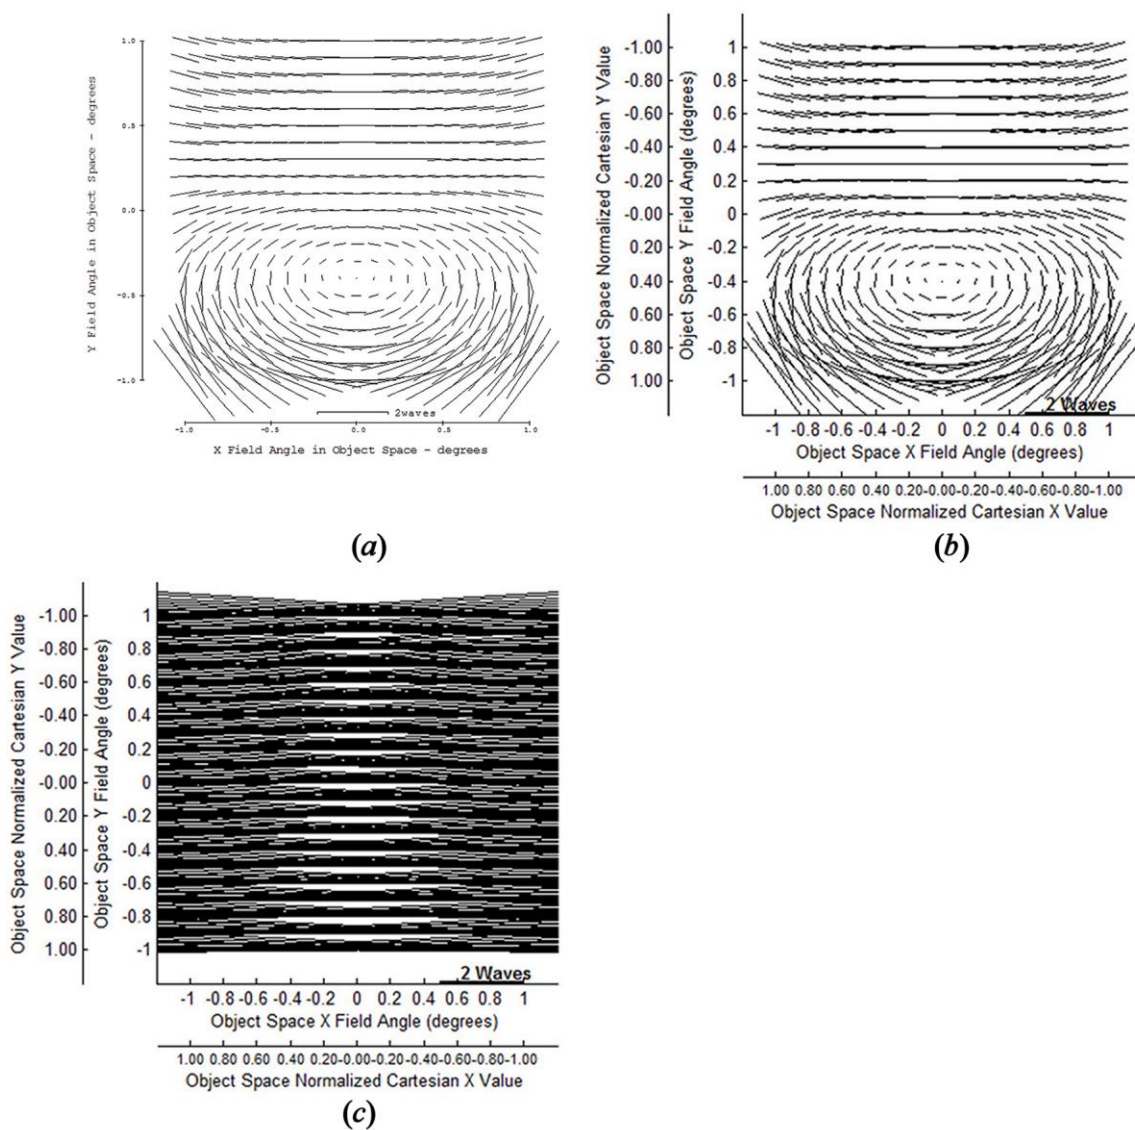 1.0
0.5
0.0
-0.5
-1.0
Y Field Angle in Object Space - degrees
2waves
-1.0 -0.5 0.0 0.5 1.0
X Field Angle in Object Space - degrees
(a)
Object Space Normalized Cartesian Y Value
-1.00
-0.80
-0.60
-0.40
-0.20
-0.00
0.20
0.40
0.60
0.80
1.00
Object Space Y Field Angle (degrees)
1
0.8
0.6
0.4
0.2
0
-0.2
-0.4
-0.6
-0.8
-1
2 Waves
-1 -0.8 -0.6 -0.4 -0.2 0 0.2 0.4 0.6 0.8 1
Object Space X Field Angle (degrees)
1.00 0.80 0.60 0.40 0.20 -0.00 -0.20 -0.40 -0.60 -0.80 -1.00
Object Space Normalized Cartesian X Value
(b)
Object Space Normalized Cartesian Y Value
-1.00
-0.80
-0.60
-0.40
-0.20
-0.00
0.20
0.40
0.60
0.80
1.00
Object Space Y Field Angle (degrees)
1
0.8
0.6
0.4
0.2
0
-0.2
-0.4
-0.6
-0.8
-1
2 Waves
-1 -0.8 -0.6 -0.4 -0.2 0 0.2 0.4 0.6 0.8 1
Object Space X Field Angle (degrees)
1.00 0.80 0.60 0.40 0.20 -0.00 -0.20 -0.40 -0.60 -0.80 -1.00
Object Space Normalized Cartesian X Value
(c)